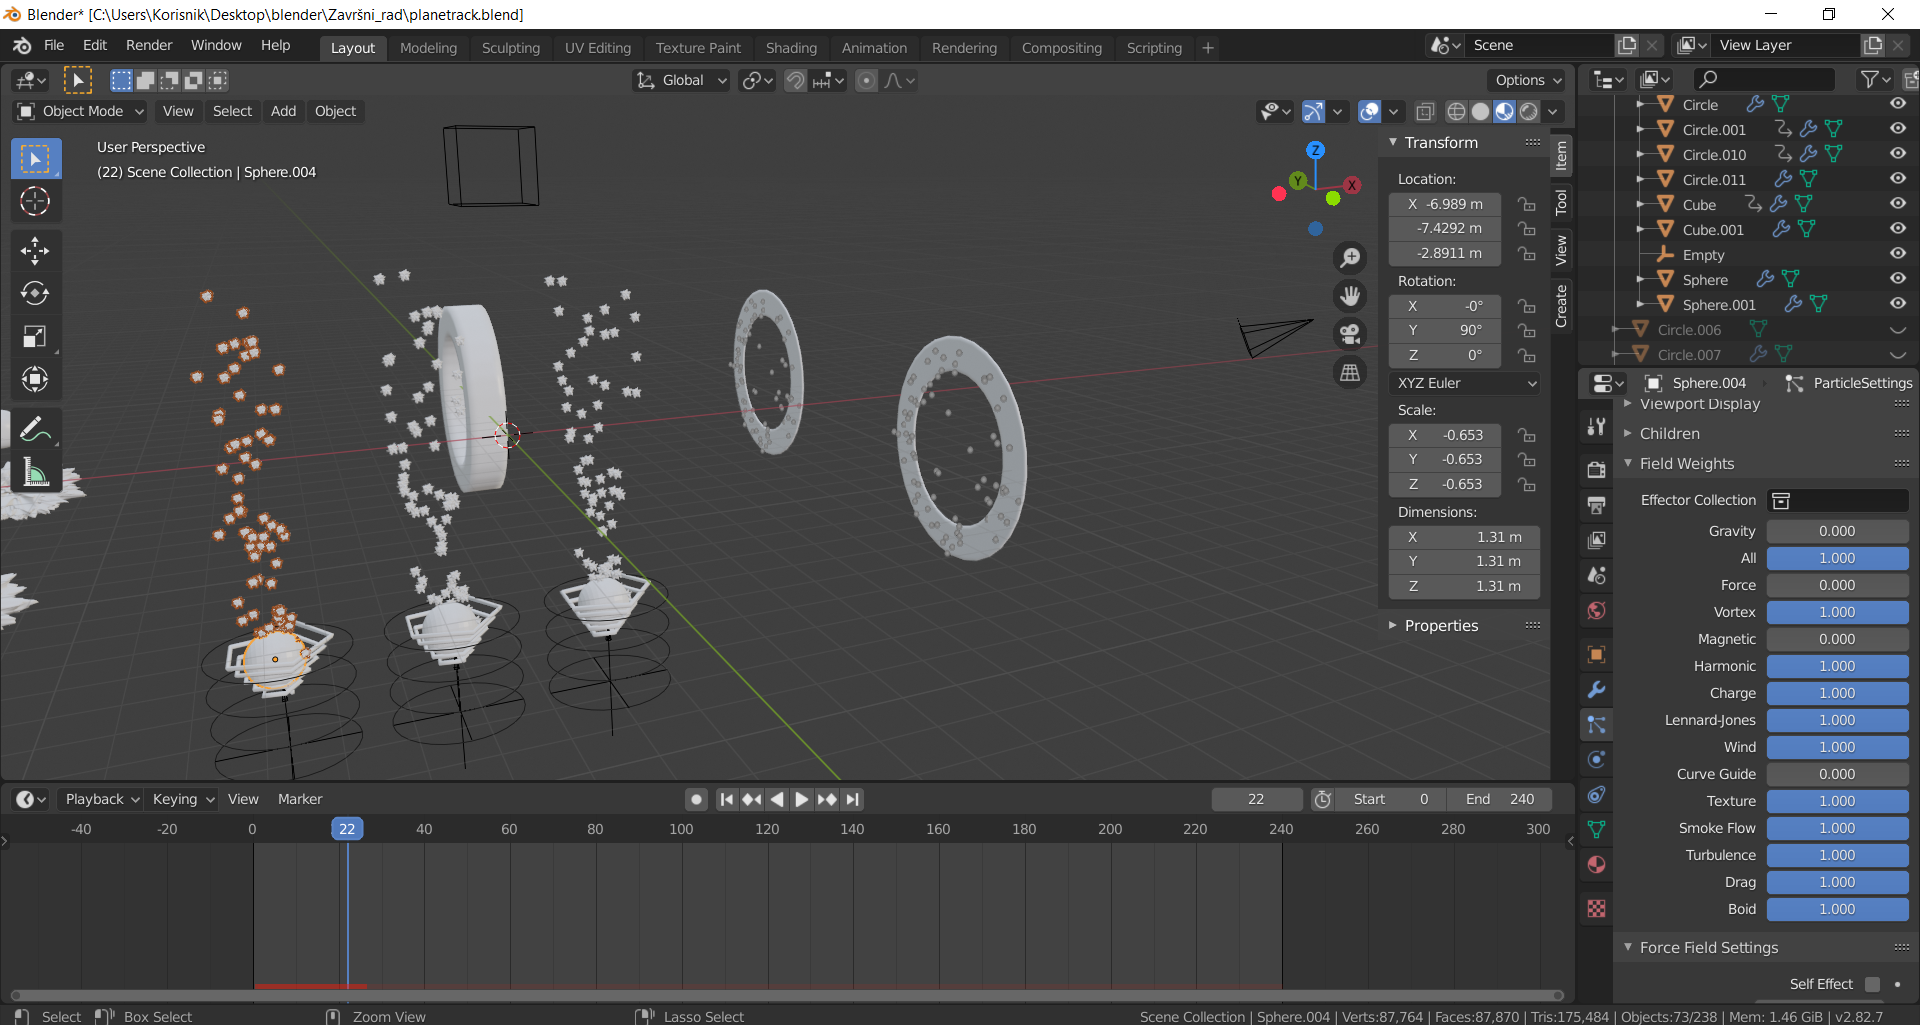 Blender* [C:\Users\Korisnik\Desktop\blender\Završni_rad\planetrack.blend]
File Edit Render Window Help Layout Modeling Sculpting UV Editing Texture Paint Shading Animation Rendering Compositing Scripting + Scene View Layer
Global Options
Object Mode View Select Add Object
User Perspective
(22) Scene Collection | Sphere.004
Z
Y
X
Transform
Location:
X -6.989 m
-7.4292 m
-2.8911 m
Rotation:
X -0°
Y 90°
Z 0°
XYZ Euler
Scale:
X -0.653
Y -0.653
Z -0.653
Dimensions:
X 1.31 m
Y 1.31 m
Z 1.31 m
Properties
Item
Tool
View
Create
Circle
Circle.001
Circle.010
Circle.011
Cube
Cube.001
Empty
Sphere
Sphere.001
Circle.006
Circle.007
Sphere.004 ParticleSettings
Viewport Display
Children
Field Weights
Effector Collection
Gravity 0.000
All 1.000
Force 0.000
Vortex 1.000
Magnetic 0.000
Harmonic 1.000
Charge 1.000
Lennard-Jones 1.000
Wind 1.000
Curve Guide 0.000
Texture 1.000
Smoke Flow 1.000
Turbulence 1.000
Drag 1.000
Boid 1.000
Force Field Settings
Self Effect
Playback Keying View Marker 22 Start 0 End 240
-40 -20 0 22 40 60 80 100 120 140 160 180 200 220 240 260 280 300
Select Box Select Zoom View Lasso Select Scene Collection | Sphere.004 | Verts:87,764 | Faces:87,870 | Tris:175,484 | Objects:73/238 | Mem: 1.46 GiB | v2.82.7